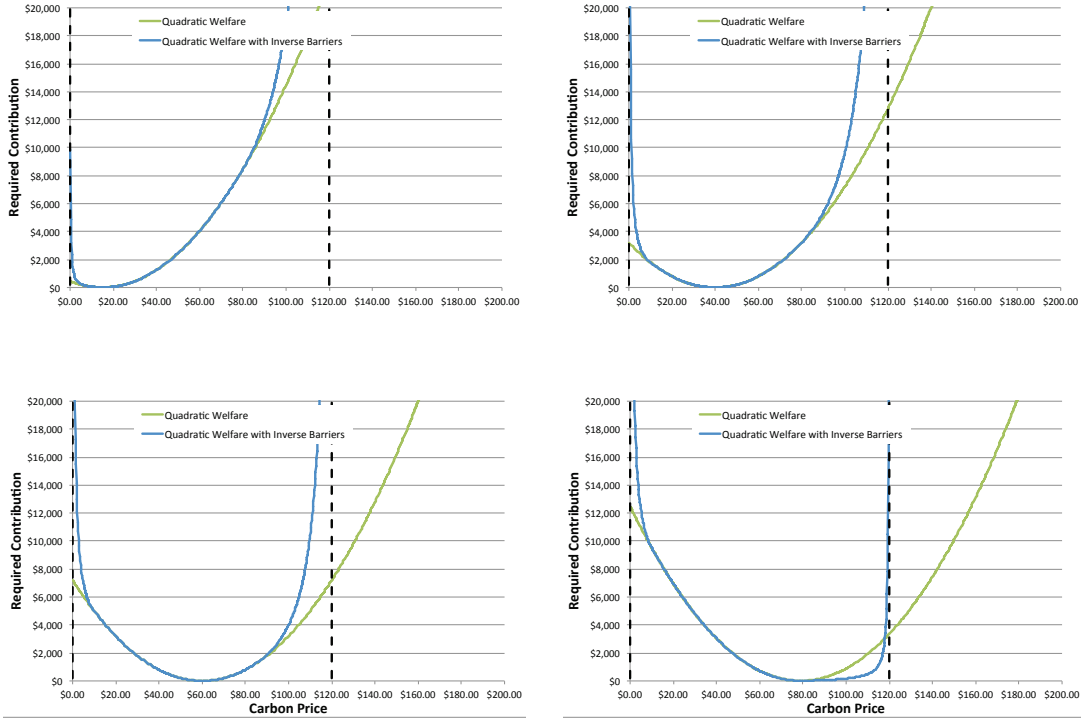 $20,000
$18,000
$16,000
$14,000
$12,000
$10,000
$8,000
$6,000
$4,000
$2,000
$0
Required Contribution
Quadratic Welfare
Quadratic Welfare with Inverse Barriers
$0.00 $20.00 $40.00 $60.00 $80.00 $100.00 $120.00 $140.00 $160.00 $180.00 $200.00
$20,000
$18,000
$16,000
$14,000
$12,000
$10,000
$8,000
$6,000
$4,000
$2,000
$0
Required Contribution
Quadratic Welfare
Quadratic Welfare with Inverse Barriers
$0.00 $20.00 $40.00 $60.00 $80.00 $100.00 $120.00 $140.00 $160.00 $180.00 $200.00
$20,000
$18,000
$16,000
$14,000
$12,000
$10,000
$8,000
$6,000
$4,000
$2,000
$0
Required Contribution
Quadratic Welfare
Quadratic Welfare with Inverse Barriers
$0.00 $20.00 $40.00 $60.00 $80.00 $100.00 $120.00 $140.00 $160.00 $180.00 $200.00
Carbon Price
$20,000
$18,000
$16,000
$14,000
$12,000
$10,000
$8,000
$6,000
$4,000
$2,000
$0
Required Contribution
Quadratic Welfare
Quadratic Welfare with Inverse Barriers
$0.00 $20.00 $40.00 $60.00 $80.00 $100.00 $120.00 $140.00 $160.00 $180.00 $200.00
Carbon Price